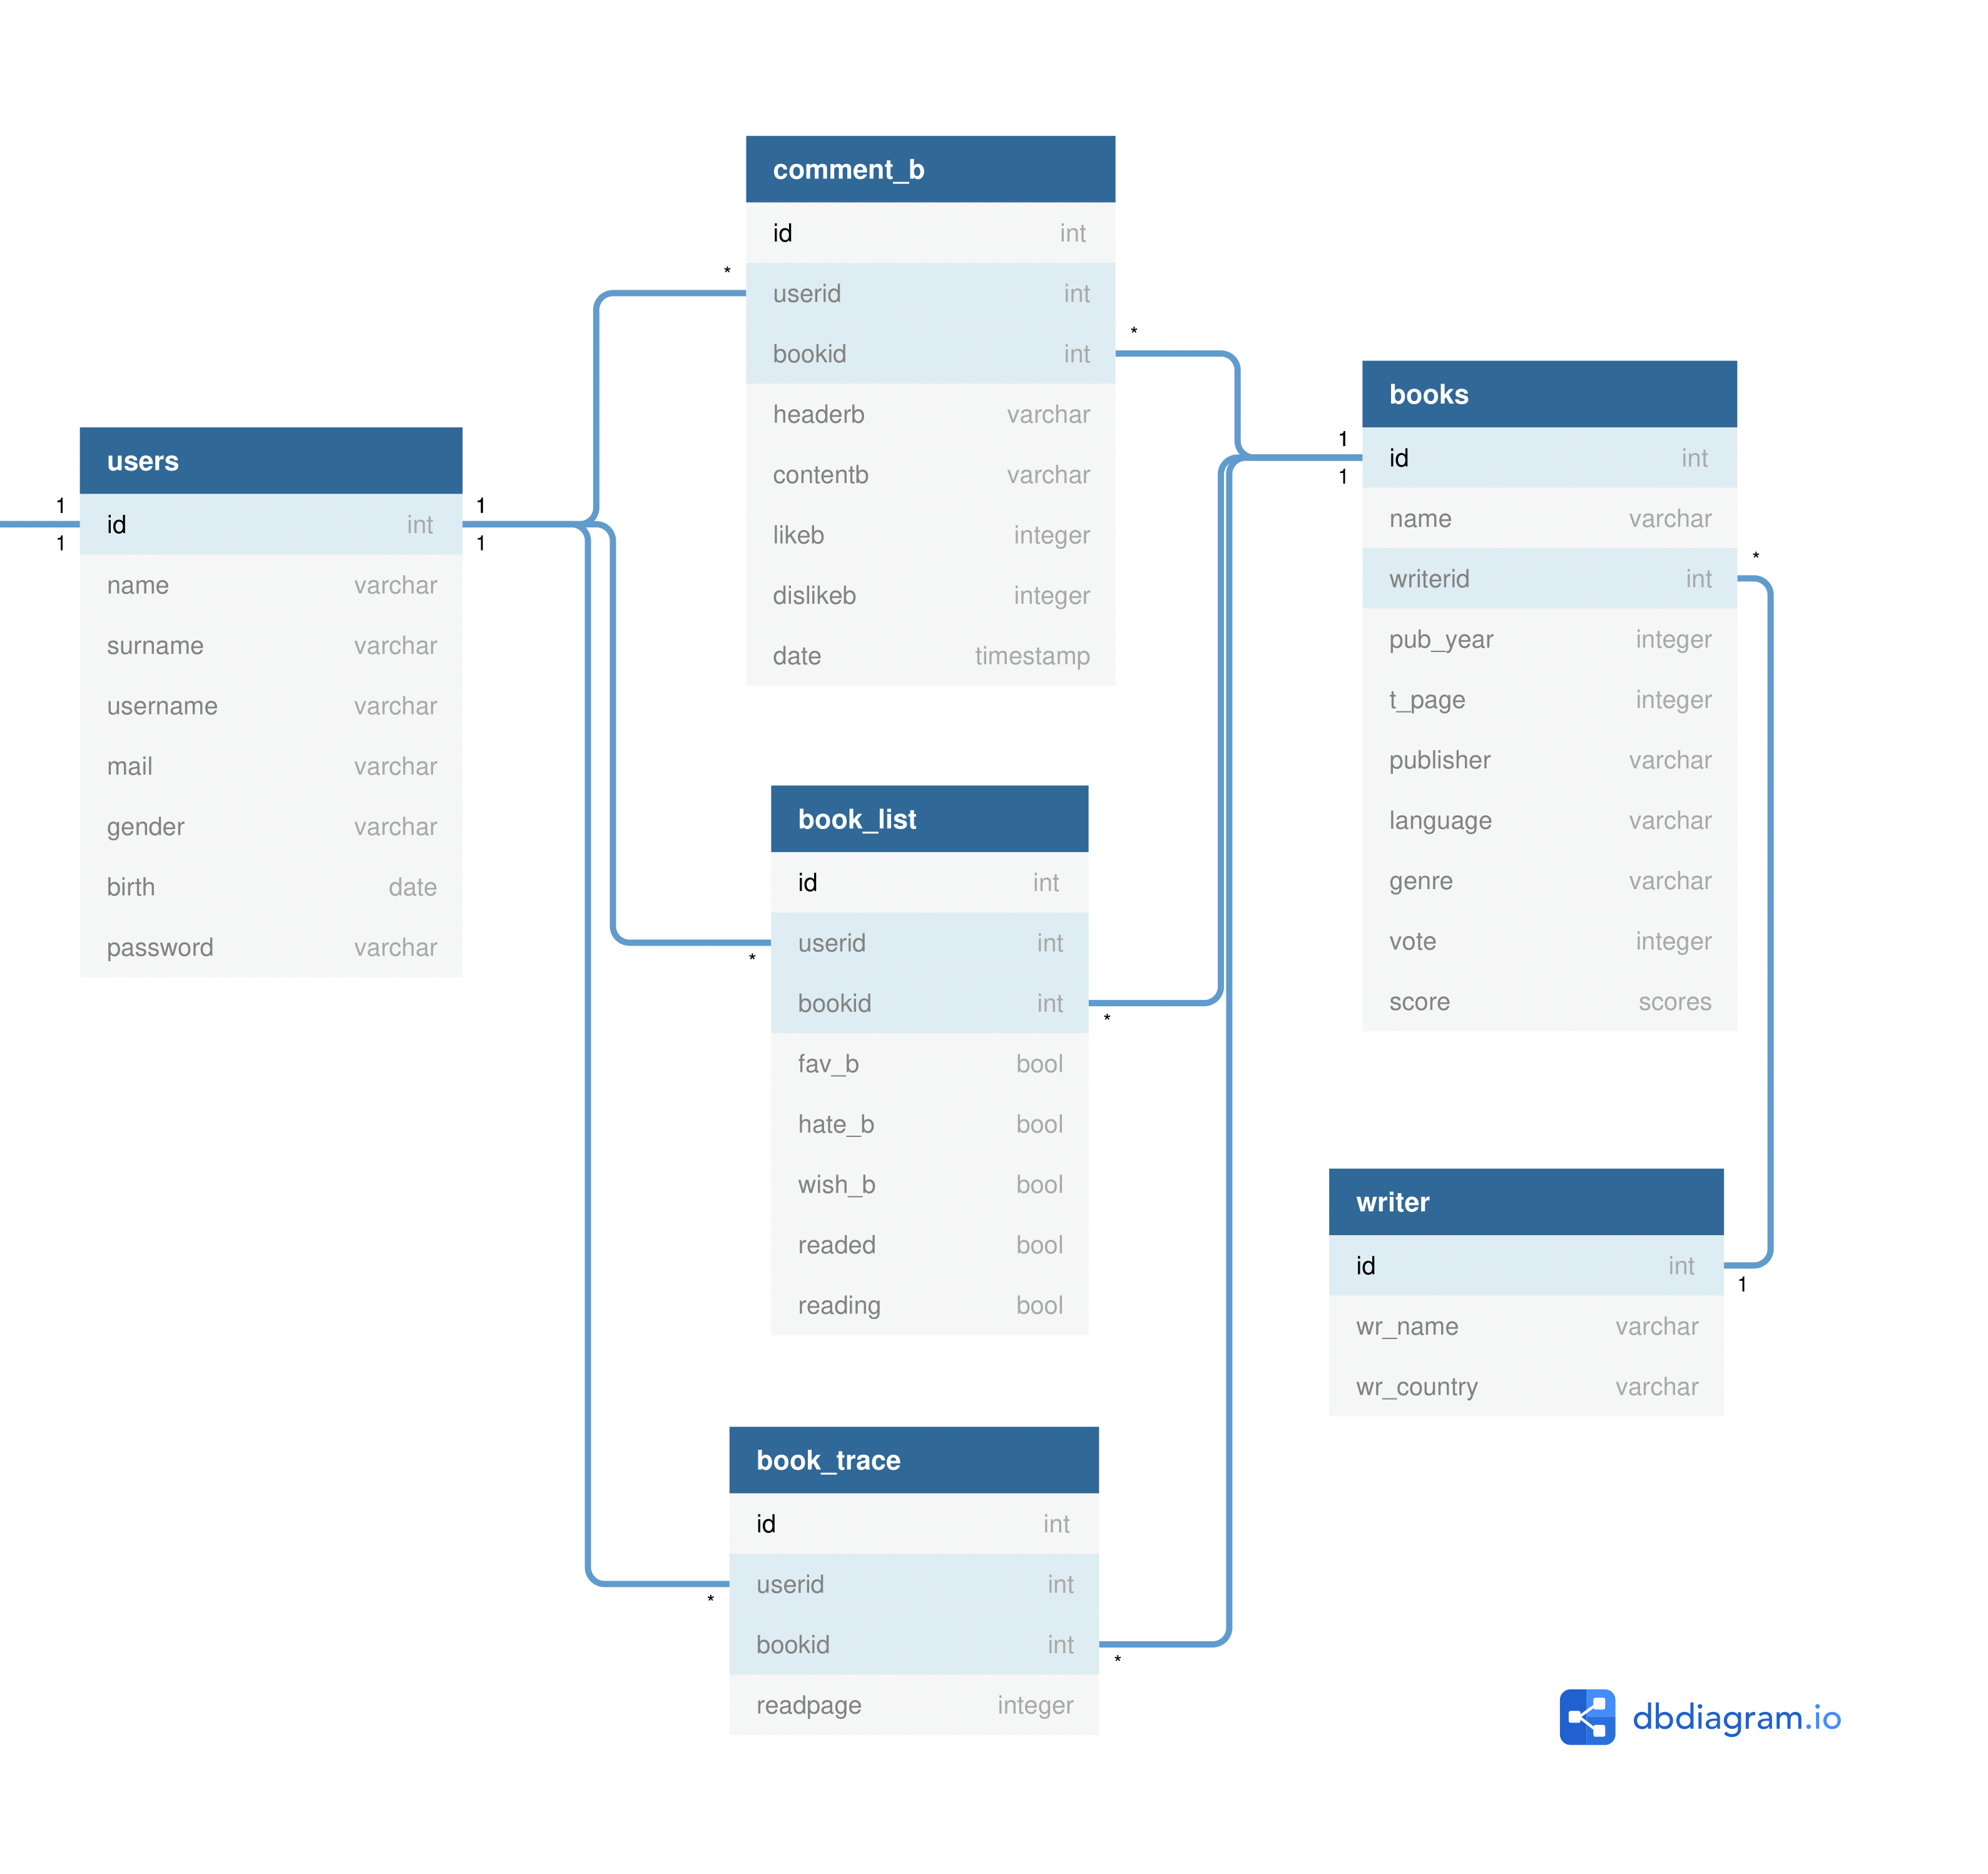 comment_b
id int
userid int
bookid int
headerb varchar
contentb varchar
likeb integer
dislikeb integer
date timestamp
*
*
users
id int
name varchar
surname varchar
username varchar
mail varchar
gender varchar
birth date
password varchar
1
1
1
1
book_list
id int
userid int
bookid int
fav_b bool
hate_b bool
wish_b bool
readed bool
reading bool
*
*
book_trace
id int
userid int
bookid int
readpage integer
*
*
books
id int
name varchar
writerid int
pub_year integer
t_page integer
publisher varchar
language varchar
genre varchar
vote integer
score scores
1
1
*
writer
id int
wr_name varchar
wr_country varchar
1
dbdiagram.io